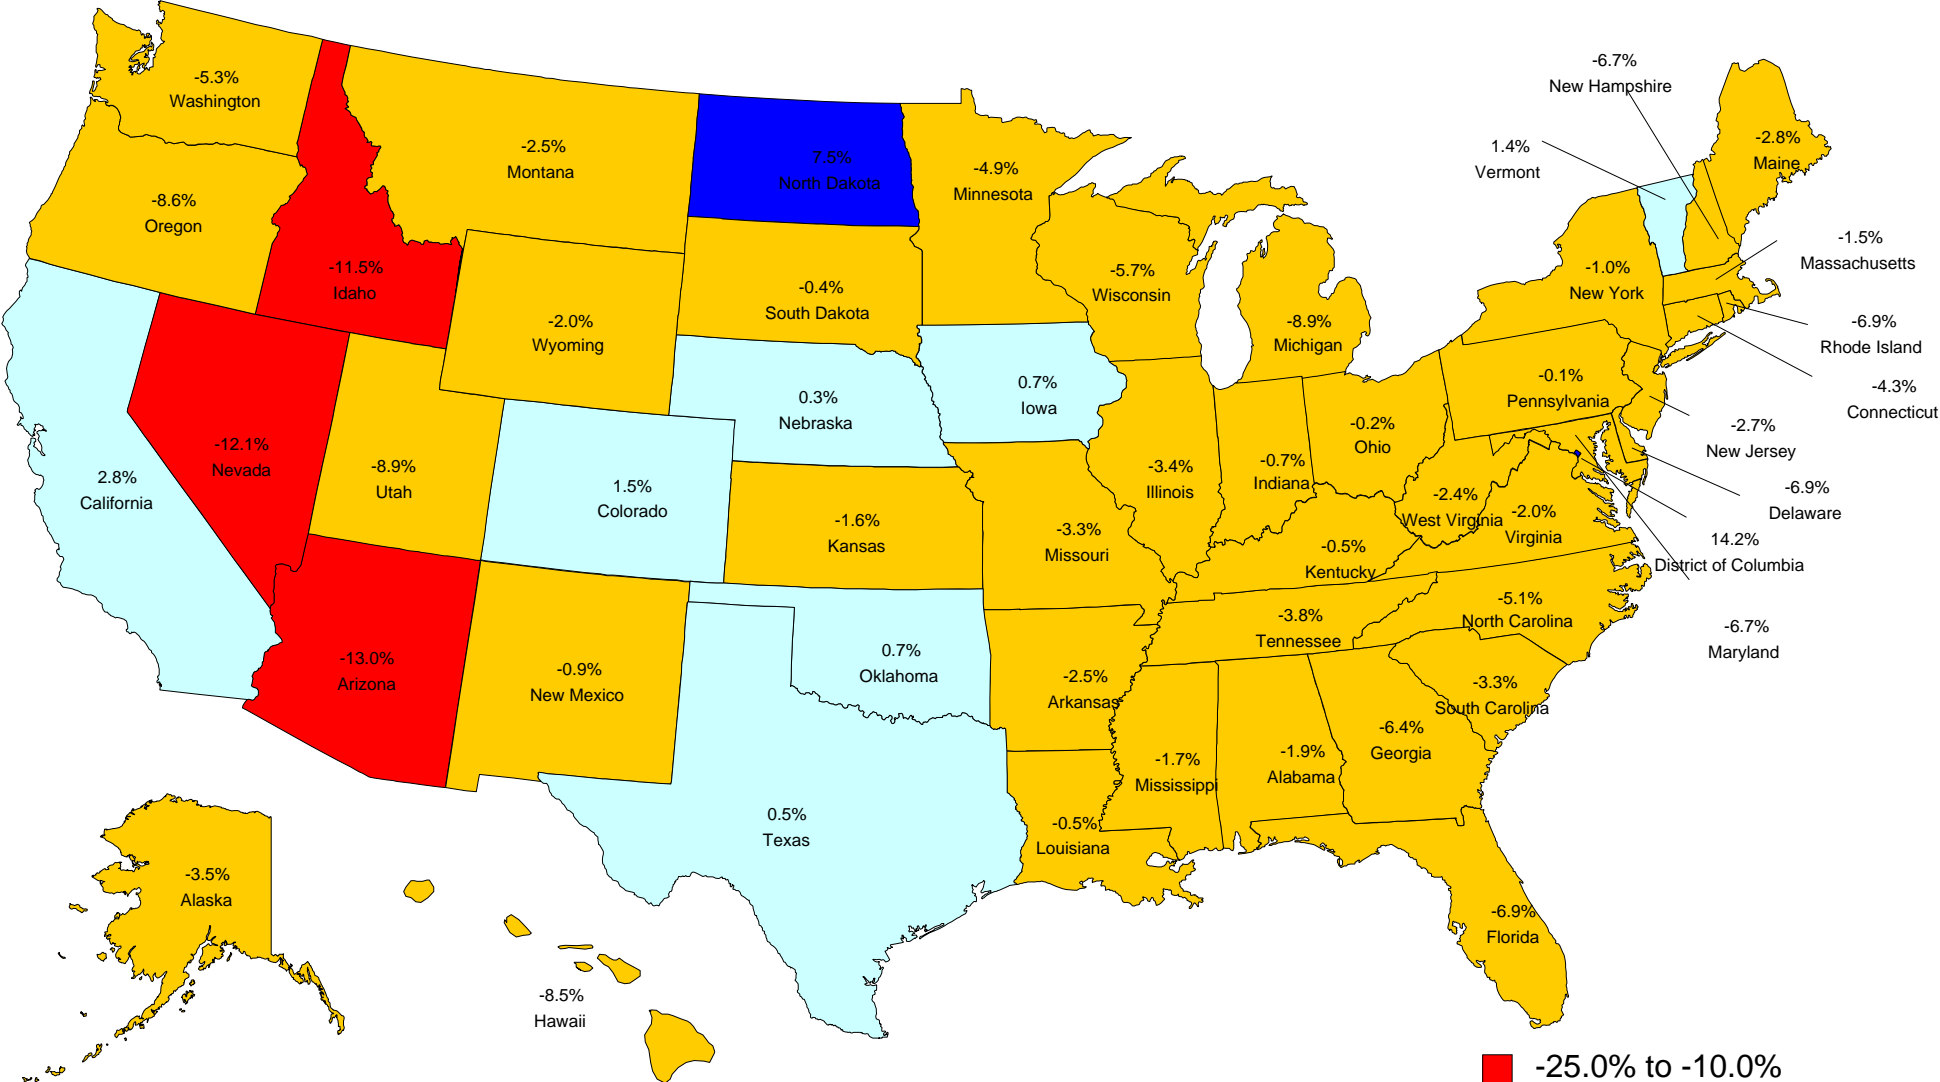 -5.3%
Washington
-8.6%
Oregon
-11.5%
Idaho
-2.5%
Montana
7.5%
North Dakota
-4.9%
Minnesota
-0.4%
South Dakota
-2.0%
Wyoming
-5.7%
Wisconsin
-8.9%
Michigan
-6.7%
New Hampshire
1.4%
Vermont
-2.8%
Maine
-1.5%
Massachusetts
-1.0%
New York
-6.9%
Rhode Island
-4.3%
Connecticut
-2.7%
New Jersey
-0.1%
Pennsylvania
-6.9%
Delaware
14.2%
District of Columbia
-6.7%
Maryland
2.8%
California
-12.1%
Nevada
-8.9%
Utah
1.5%
Colorado
0.3%
Nebraska
0.7%
Iowa
-1.6%
Kansas
-3.3%
Missouri
-3.4%
Illinois
-0.7%
Indiana
-0.2%
Ohio
-2.4%
West Virginia
-2.0%
Virginia
-0.5%
Kentucky
-3.8%
Tennessee
-5.1%
North Carolina
-3.3%
South Carolina
-13.0%
Arizona
-0.9%
New Mexico
0.7%
Oklahoma
-2.5%
Arkansas
-1.7%
Mississippi
-1.9%
Alabama
-6.4%
Georgia
0.5%
Texas
-0.5%
Louisiana
-6.9%
Florida
-3.5%
Alaska
-8.5%
Hawaii
-25.0% to -10.0%